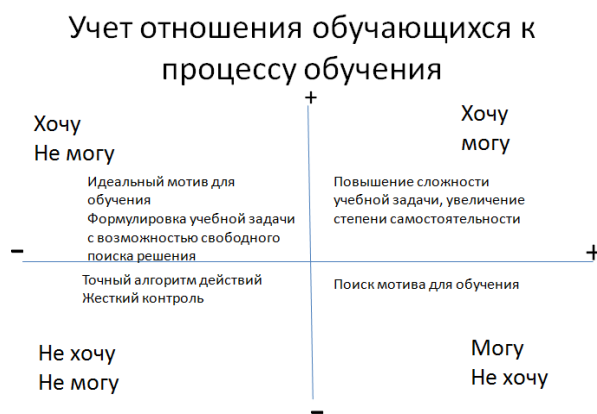 Учет отношения обучающихся к
процессу обучения
+
Хочу
Не могу
Хочу
могу
Идеальный мотив для
обучения
Формулировка учебной задачи
с возможностью свободного
поиска решения
Повышение сложности
учебной задачи, увеличение
степени самостоятельности
–
+
Точный алгоритм действий
Жесткий контроль
Поиск мотива для обучения
Не хочу
Не могу
Могу
Не хочу
–